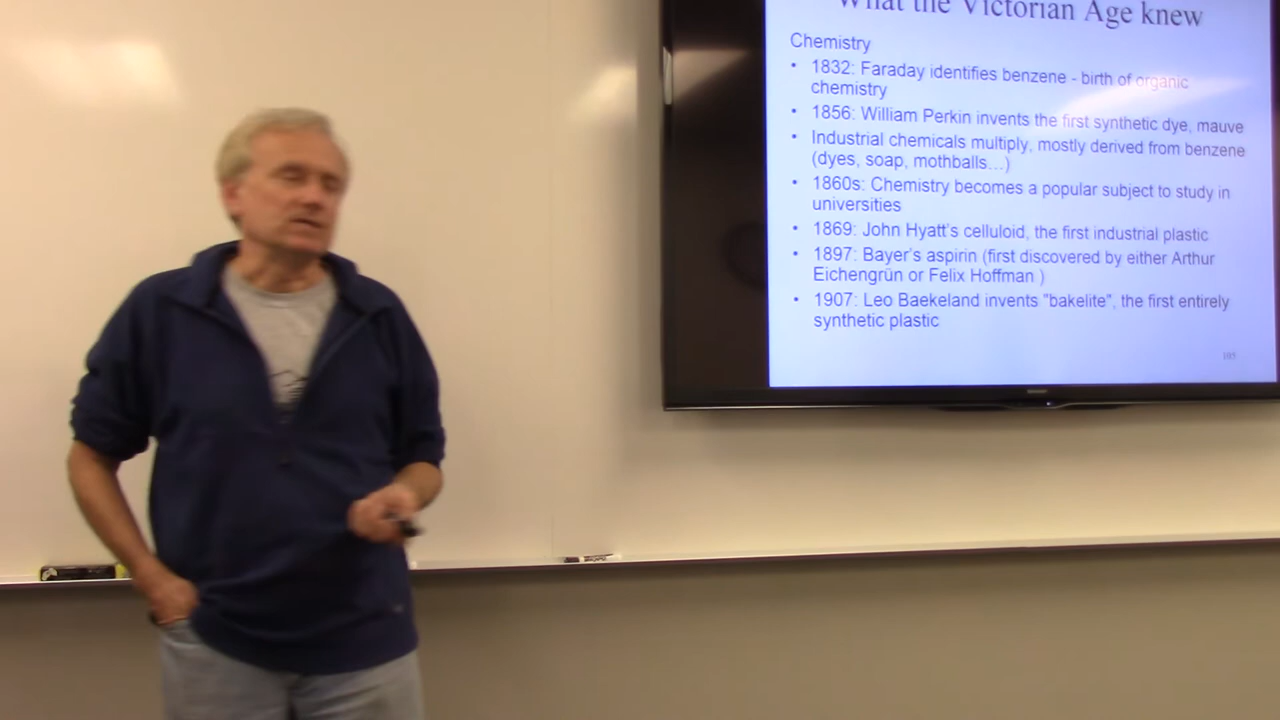 What the Victorian Age knew
Chemistry
• 1832: Faraday identifies benzene - birth of organic
chemistry
• 1856: William Perkin invents the first synthetic dye, mauve
• Industrial chemicals multiply, mostly derived from benzene
(dyes, soap, mothballs…)
• 1860s: Chemistry becomes a popular subject to study in
universities
• 1869: John Hyatt's celluloid, the first industrial plastic
• 1897: Bayer's aspirin (first discovered by either Arthur
Eichengrün or Felix Hoffman )
• 1907: Leo Baekeland invents "bakelite", the first entirely
synthetic plastic
105
SHARP